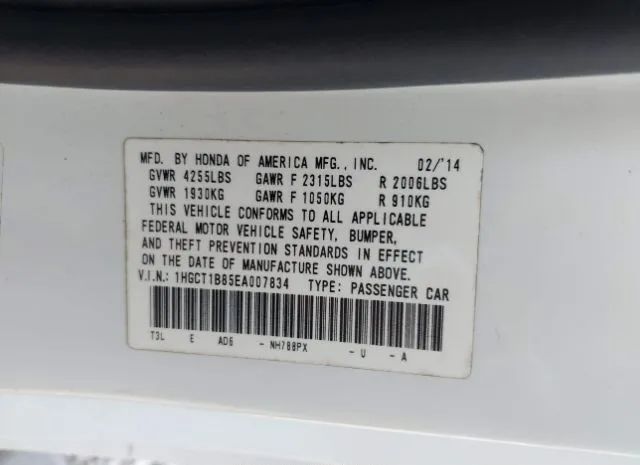 MFD. BY HONDA OF AMERICA MFG., INC. 02/'14
GVWR 4255LBS GAWR F 2315LBS R 2006LBS
GVWR 1930KG GAWR F 1050KG R 910KG
THIS VEHICLE CONFORMS TO ALL APPLICABLE
FEDERAL MOTOR VEHICLE SAFETY, BUMPER,
AND THEFT PREVENTION STANDARDS IN EFFECT
ON THE DATE OF MANUFACTURE SHOWN ABOVE.
V.I.N.: 1HGCT1B85EA007834 TYPE: PASSENGER CAR
T3L E AD6 - NH788PX - U - A